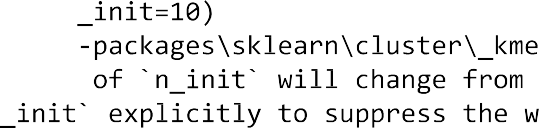 _init=10)
-packages\sklearn\cluster\_kme
of `n_init` will change from
_init` explicitly to suppress the w